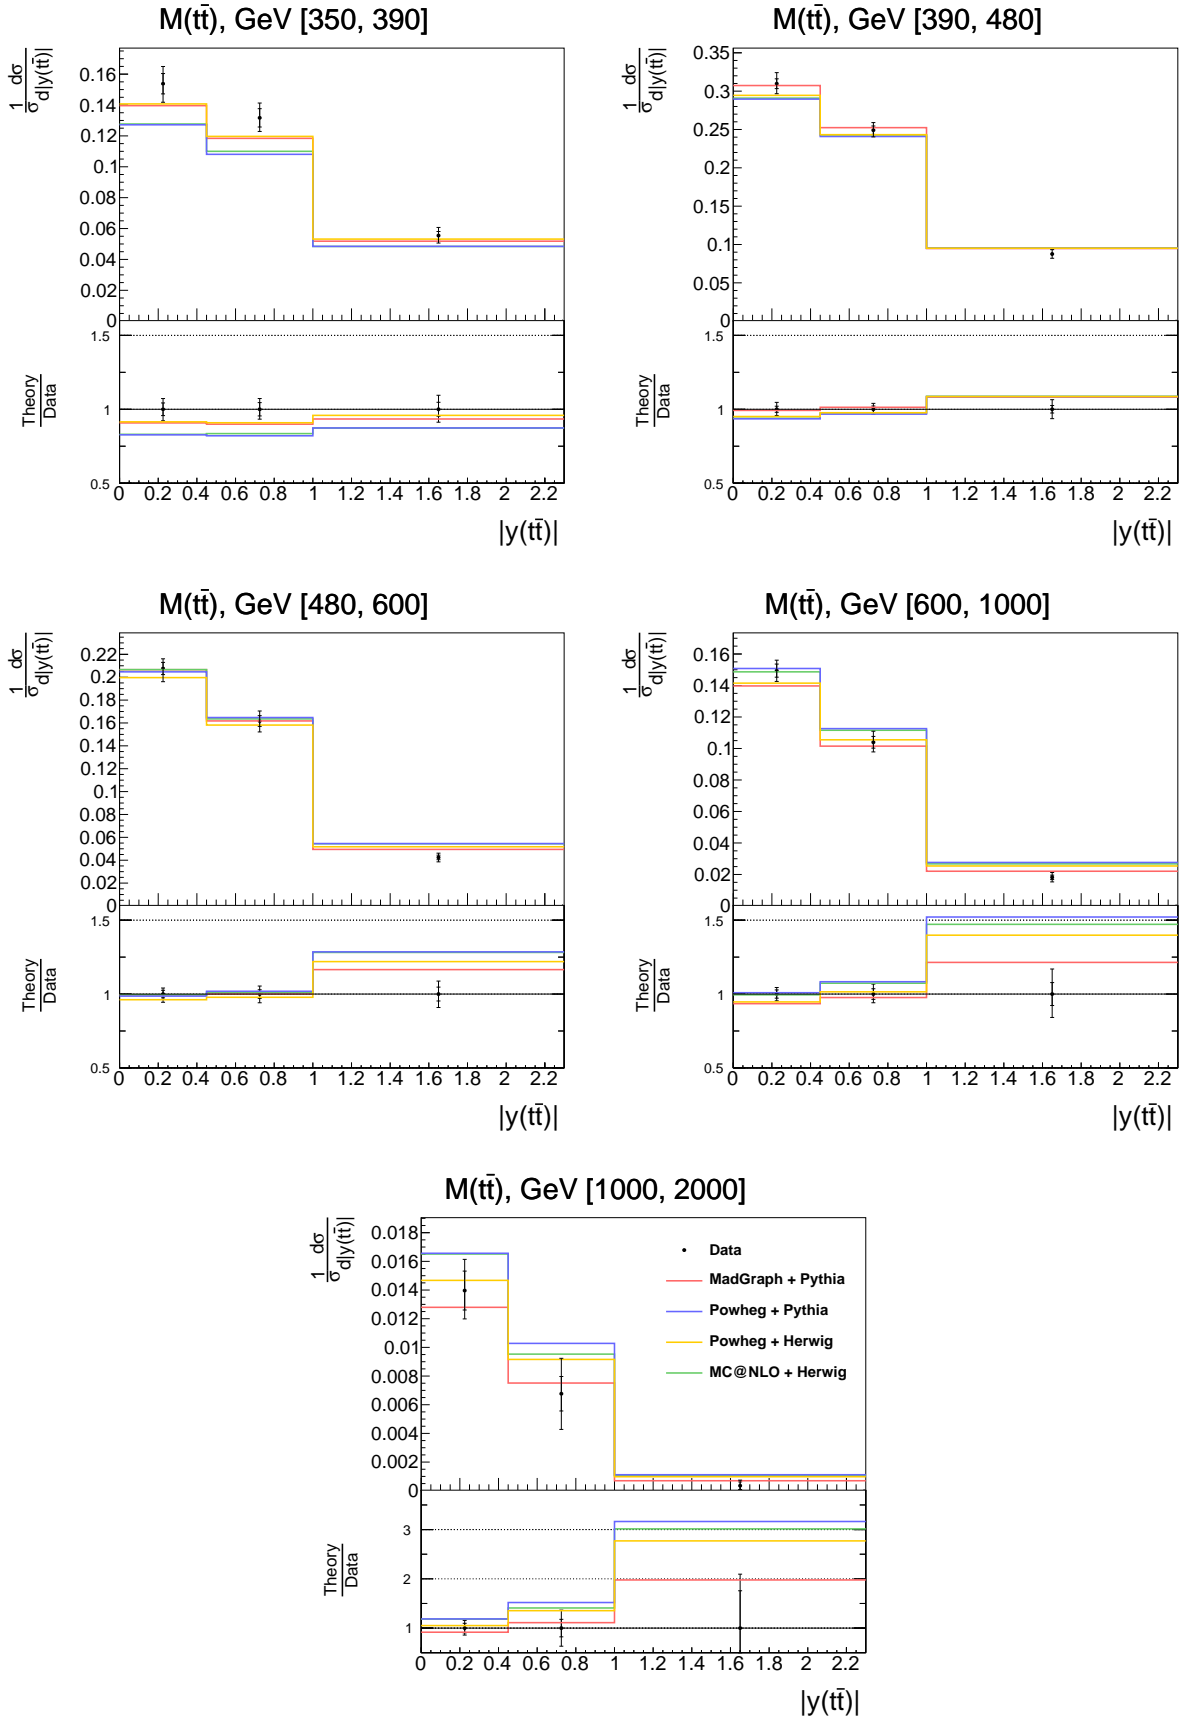 M(tt̄), GeV [350, 390]
1/σ dσ/d|y(tt̄)|
0.16
0.14
0.12
0.1
0.08
0.06
0.04
0.02
0
Theory/Data
1.5
1
0.5
0 0.2 0.4 0.6 0.8 1 1.2 1.4 1.6 1.8 2 2.2
|y(tt̄)|
M(tt̄), GeV [390, 480]
1/σ dσ/d|y(tt̄)|
0.35
0.3
0.25
0.2
0.15
0.1
0.05
0
Theory/Data
1.5
1
0.5
0 0.2 0.4 0.6 0.8 1 1.2 1.4 1.6 1.8 2 2.2
|y(tt̄)|
M(tt̄), GeV [480, 600]
1/σ dσ/d|y(tt̄)|
0.22
0.2
0.18
0.16
0.14
0.12
0.1
0.08
0.06
0.04
0.02
0
Theory/Data
1.5
1
0.5
0 0.2 0.4 0.6 0.8 1 1.2 1.4 1.6 1.8 2 2.2
|y(tt̄)|
M(tt̄), GeV [600, 1000]
1/σ dσ/d|y(tt̄)|
0.16
0.14
0.12
0.1
0.08
0.06
0.04
0.02
0
Theory/Data
1.5
1
0.5
0 0.2 0.4 0.6 0.8 1 1.2 1.4 1.6 1.8 2 2.2
|y(tt̄)|
M(tt̄), GeV [1000, 2000]
1/σ dσ/d|y(tt̄)|
0.018
0.016
0.014
0.012
0.01
0.008
0.006
0.004
0.002
0
Data
MadGraph + Pythia
Powheg + Pythia
Powheg + Herwig
MC@NLO + Herwig
Theory/Data
3
2
1
0 0.2 0.4 0.6 0.8 1 1.2 1.4 1.6 1.8 2 2.2
|y(tt̄)|